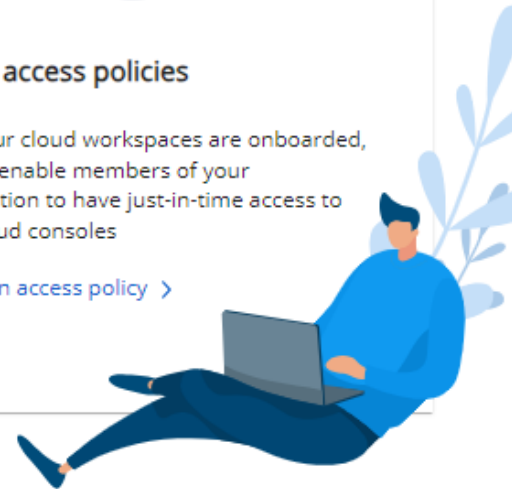 access policies
ur cloud workspaces are onboarded,
enable members of your
tion to have just-in-time access to
ud consoles
n access policy >